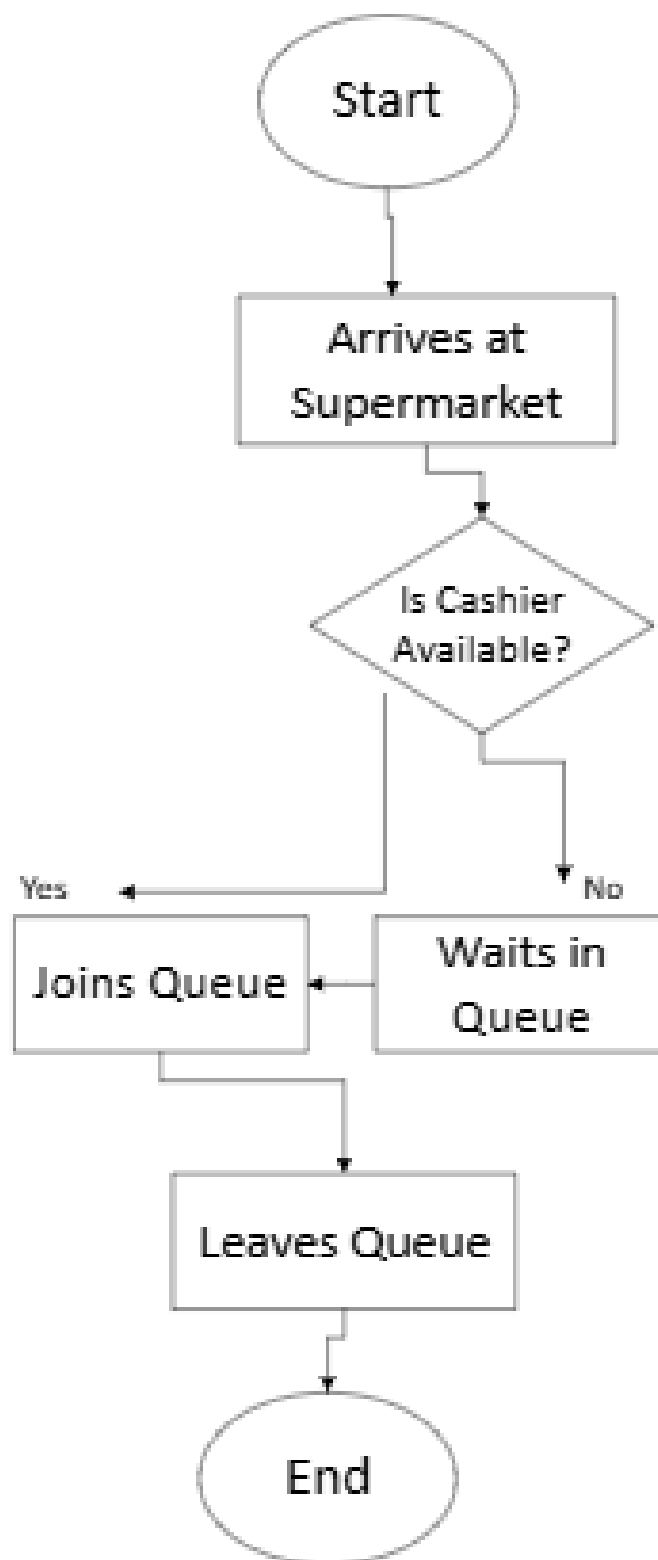 Start
Arrives at
Supermarket
Is Cashier
Available?
Yes
No
Joins Queue
Waits in
Queue
Leaves Queue
End